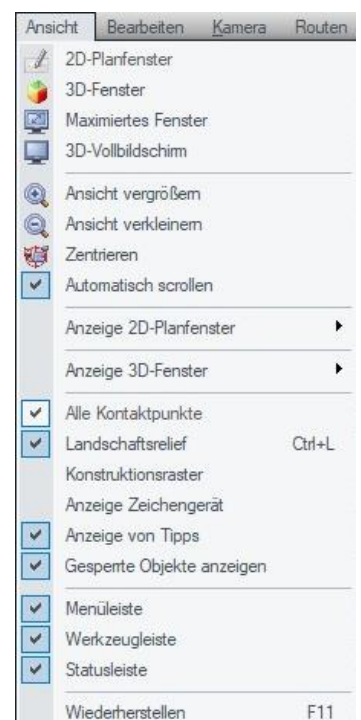 Ansicht Bearbeiten Kamera Routen
2D-Planfenster
3D-Fenster
Maximiertes Fenster
3D-Vollbildschirm
Ansicht vergrößern
Ansicht verkleinern
Zentrieren
Automatisch scrollen
Anzeige 2D-Planfenster
Anzeige 3D-Fenster
Alle Kontaktpunkte
Landschaftsrelief Ctrl+L
Konstruktionsraster
Anzeige Zeichengerät
Anzeige von Tipps
Gesperrte Objekte anzeigen
Menüleiste
Werkzeugleiste
Statusleiste
Wiederherstellen F11